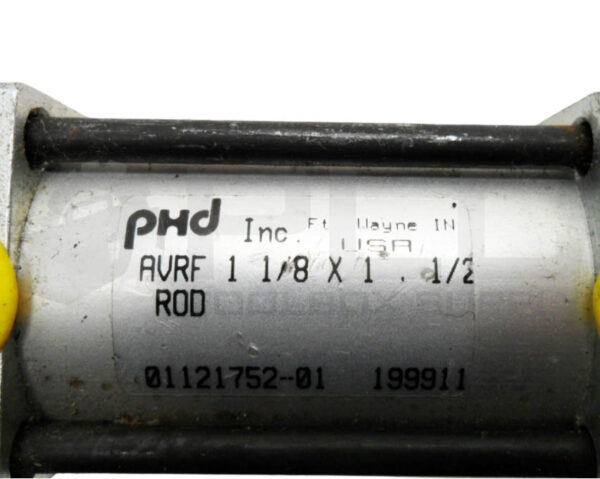 PHd Inc. Ft. Wayne IN
USA
AVRF 1 1/8 X 1 . 1/2
ROD
01121752-01 199911